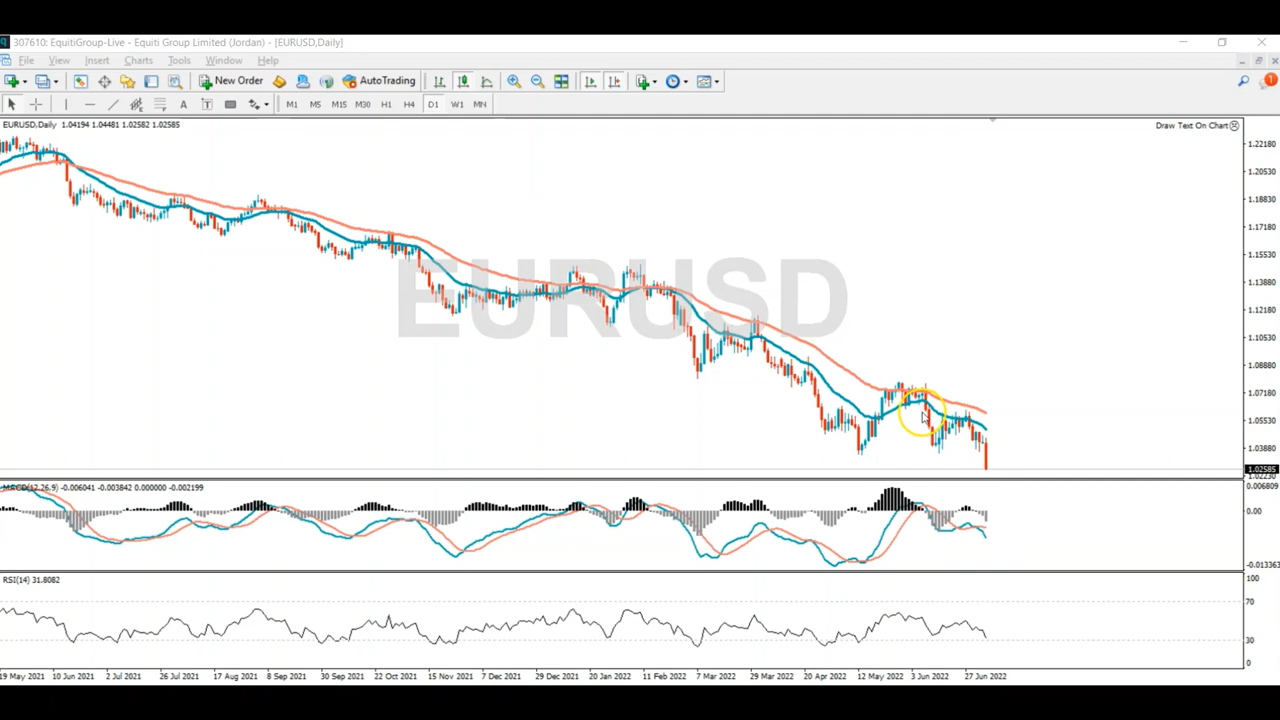 307610: EquitiGroup-Live - Equiti Group Limited (Jordan) - [EURUSD,Daily]
File View Insert Charts Tools Window Help
New Order AutoTrading 1
A T M1 M5 M15 M30 H1 H4 D1 W1 MN
EURUSD,Daily 1.04194 1.04481 1.02582 1.02585
Draw Text On Chart
EURUSD
1.22180
1.20530
1.18830
1.17180
1.15530
1.13880
1.12180
1.10530
1.08880
1.07180
1.05530
1.03880
1.02585
1.02230
MACD(12,26,9) -0.006041 -0.003842 0.000000 -0.002199
0.006809
0.00
-0.013363
RSI(14) 31.8082
100
70
30
0
19 May 2021 10 Jun 2021 2 Jul 2021 26 Jul 2021 17 Aug 2021 8 Sep 2021 30 Sep 2021 22 Oct 2021 15 Nov 2021 7 Dec 2021 29 Dec 2021 20 Jan 2022 11 Feb 2022 7 Mar 2022 29 Mar 2022 20 Apr 2022 12 May 2022 3 Jun 2022 27 Jun 2022